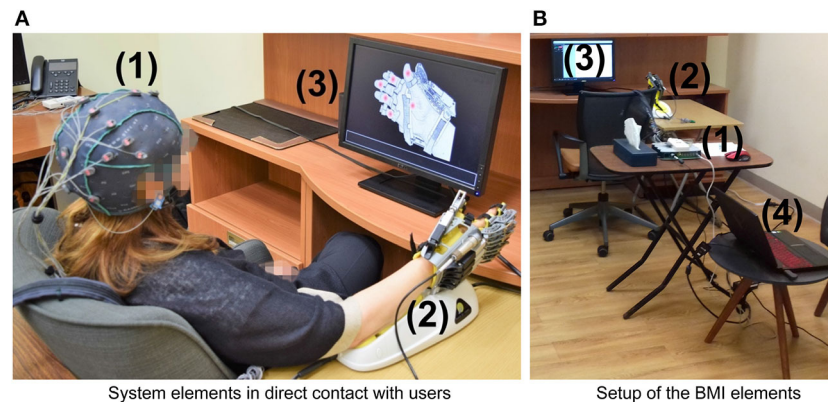 A
B
(1)
(3)
(2)
(3)
(2)
(1)
(4)
System elements in direct contact with users
Setup of the BMI elements